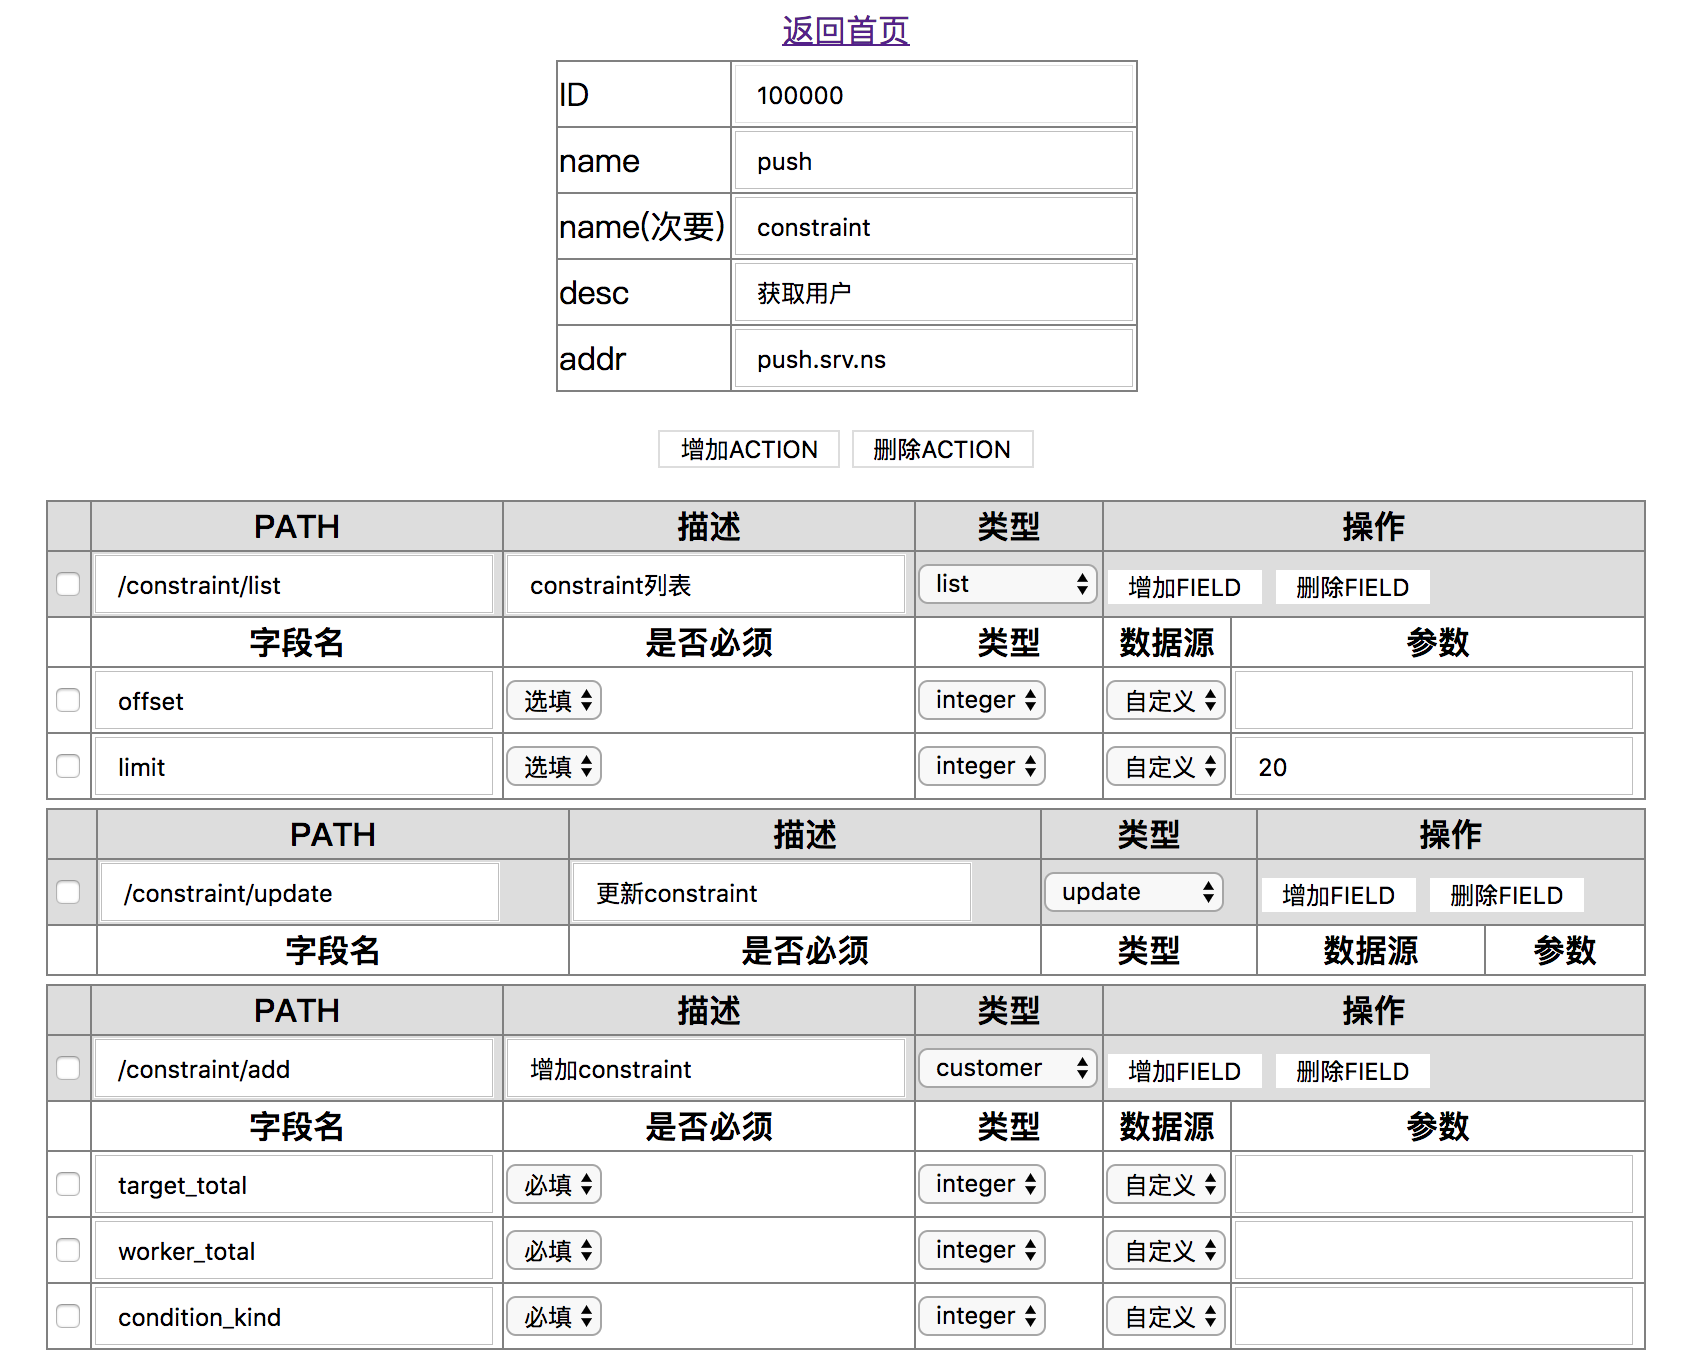 返回首页
ID 100000
name push
name(次要) constraint
desc 获取用户
addr push.srv.ns
增加ACTION 删除ACTION
PATH 描述 类型 操作
/constraint/list constraint列表 list 增加FIELD 删除FIELD
字段名 是否必须 类型 数据源 参数
offset 选填 integer 自定义
limit 选填 integer 自定义 20
PATH 描述 类型 操作
/constraint/update 更新constraint update 增加FIELD 删除FIELD
字段名 是否必须 类型 数据源 参数
PATH 描述 类型 操作
/constraint/add 增加constraint customer 增加FIELD 删除FIELD
字段名 是否必须 类型 数据源 参数
target_total 必填 integer 自定义
worker_total 必填 integer 自定义
condition_kind 必填 integer 自定义